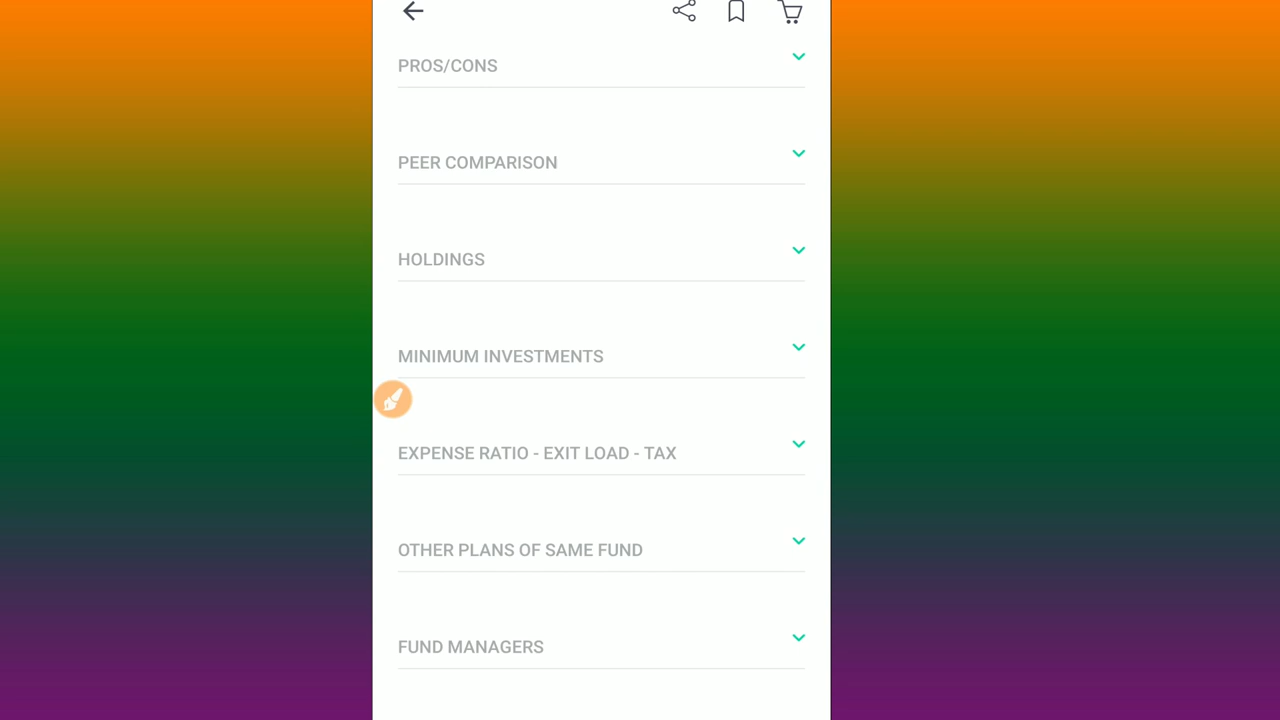 PROS/CONS
PEER COMPARISON
HOLDINGS
MINIMUM INVESTMENTS
EXPENSE RATIO - EXIT LOAD - TAX
OTHER PLANS OF SAME FUND
FUND MANAGERS